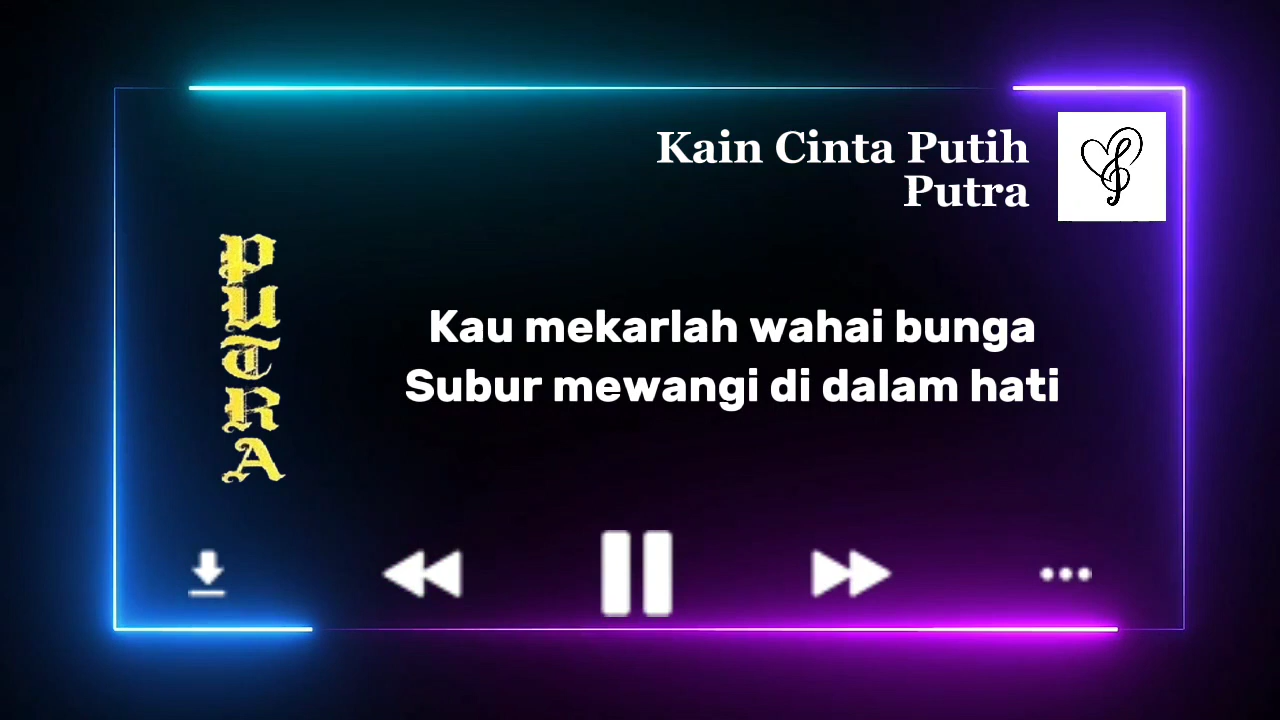 Kain Cinta Putih
Putra
PUTRA
Kau mekarlah wahai bunga
Subur mewangi di dalam hati